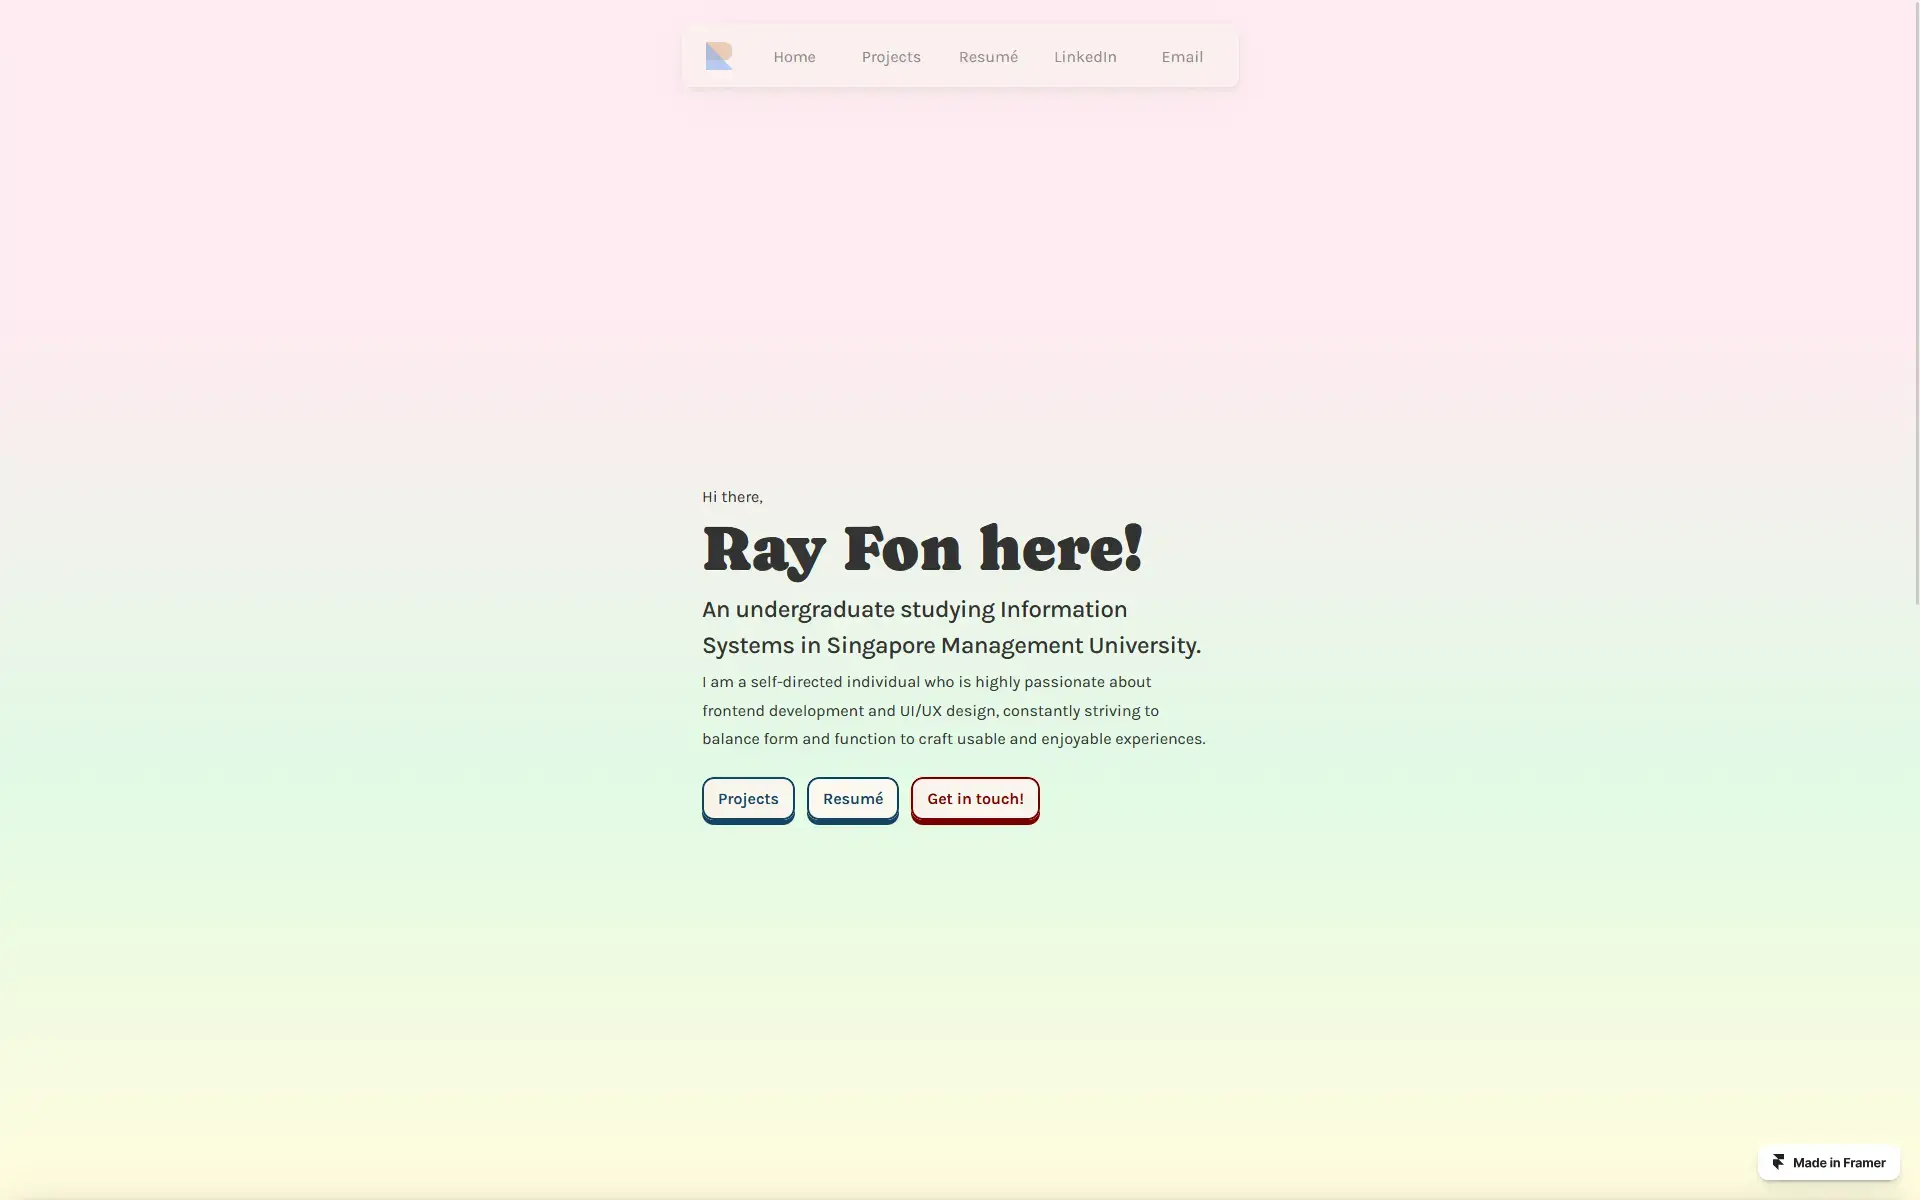 Home Projects Resumé LinkedIn Email
Hi there,
Ray Fon here!
An undergraduate studying Information
Systems in Singapore Management University.
I am a self-directed individual who is highly passionate about
frontend development and UI/UX design, constantly striving to
balance form and function to craft usable and enjoyable experiences.
Projects Resumé Get in touch!
Made in Framer